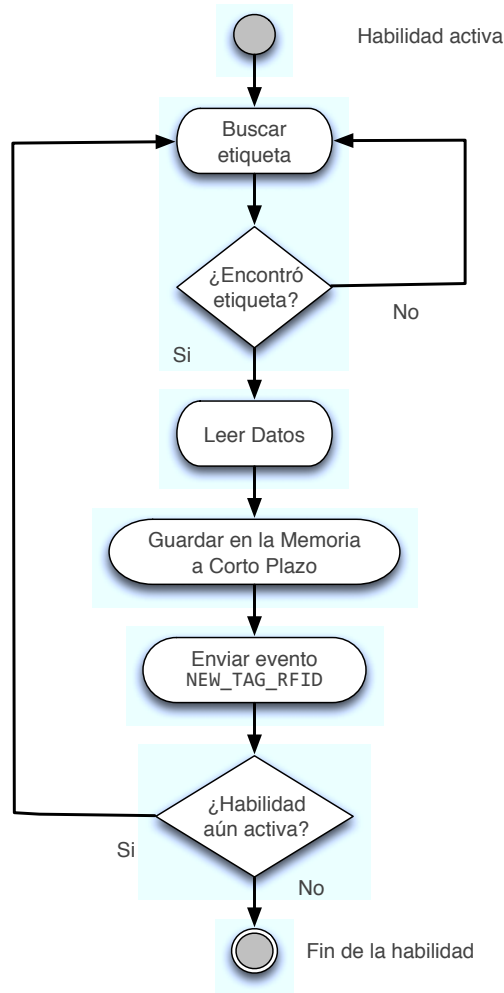 Habilidad activa
Buscar
etiqueta
¿Encontró
etiqueta?
No
Si
Leer Datos
Guardar en la Memoria
a Corto Plazo
Enviar evento
NEW_TAG_RFID
¿Habilidad
aún activa?
Si
No
Fin de la habilidad